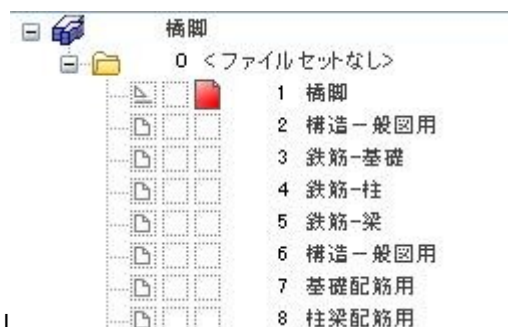 橋脚
0 <ファイルセットなし>
1 橋脚
2 構造一般図用
3 鉄筋-基礎
4 鉄筋-柱
5 鉄筋-梁
6 構造一般図用
7 基礎配筋用
8 柱梁配筋用